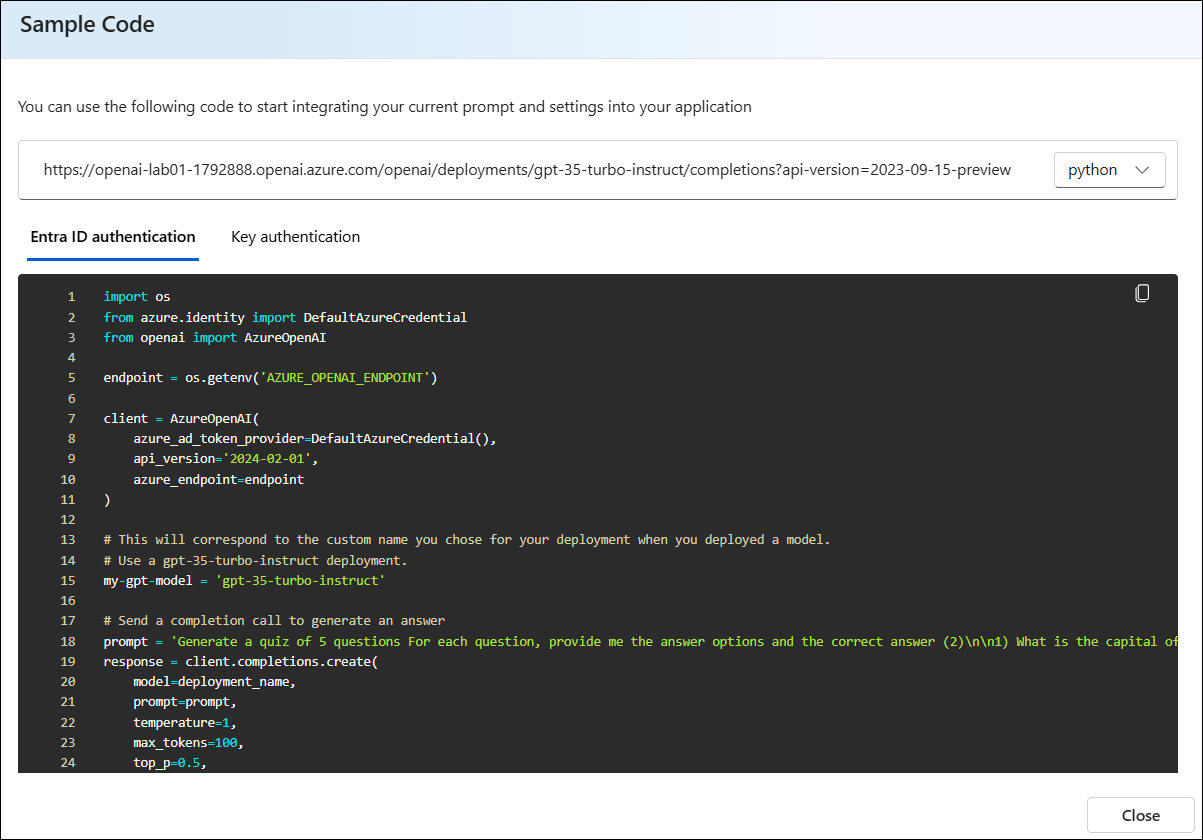 Sample Code
You can use the following code to start integrating your current prompt and settings into your application
https://openai-lab01-1792888.openai.azure.com/openai/deployments/gpt-35-turbo-instruct/completions?api-version=2023-09-15-preview python
Entra ID authentication Key authentication
1 import os
2 from azure.identity import DefaultAzureCredential
3 from openai import AzureOpenAI
4
5 endpoint = os.getenv('AZURE_OPENAI_ENDPOINT')
6
7 client = AzureOpenAI(
8 azure_ad_token_provider=DefaultAzureCredential(),
9 api_version='2024-02-01',
10 azure_endpoint=endpoint
11 )
12
13 # This will correspond to the custom name you chose for your deployment when you deployed a model.
14 # Use a gpt-35-turbo-instruct deployment.
15 my-gpt-model = 'gpt-35-turbo-instruct'
16
17 # Send a completion call to generate an answer
18 prompt = 'Generate a quiz of 5 questions For each question, provide me the answer options and the correct answer (2)\n\n1) What is the capital of
19 response = client.completions.create(
20 model=deployment_name,
21 prompt=prompt,
22 temperature=1,
23 max_tokens=100,
24 top_p=0.5,
Close